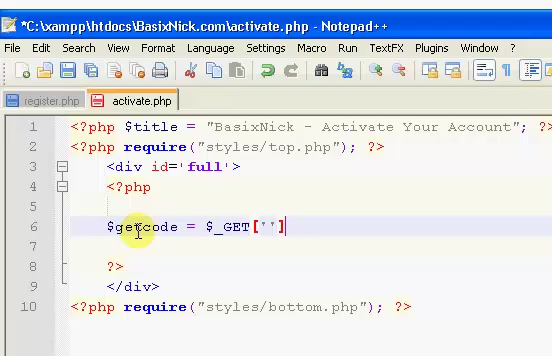 *C:\xampp\htdocs\BasixNick.com\activate.php - Notepad++
File Edit Search View Format Language Settings Macro Run TextFX Plugins Window ?
register.php activate.php
1 <?php $title = "BasixNick - Activate Your Account"; ?>
2 <?php require("styles/top.php"); ?>
3 <div id='full'>
4 <?php
5
6 $getcode = $_GET['']
7
8 ?>
9 </div>
10 <?php require("styles/bottom.php"); ?>